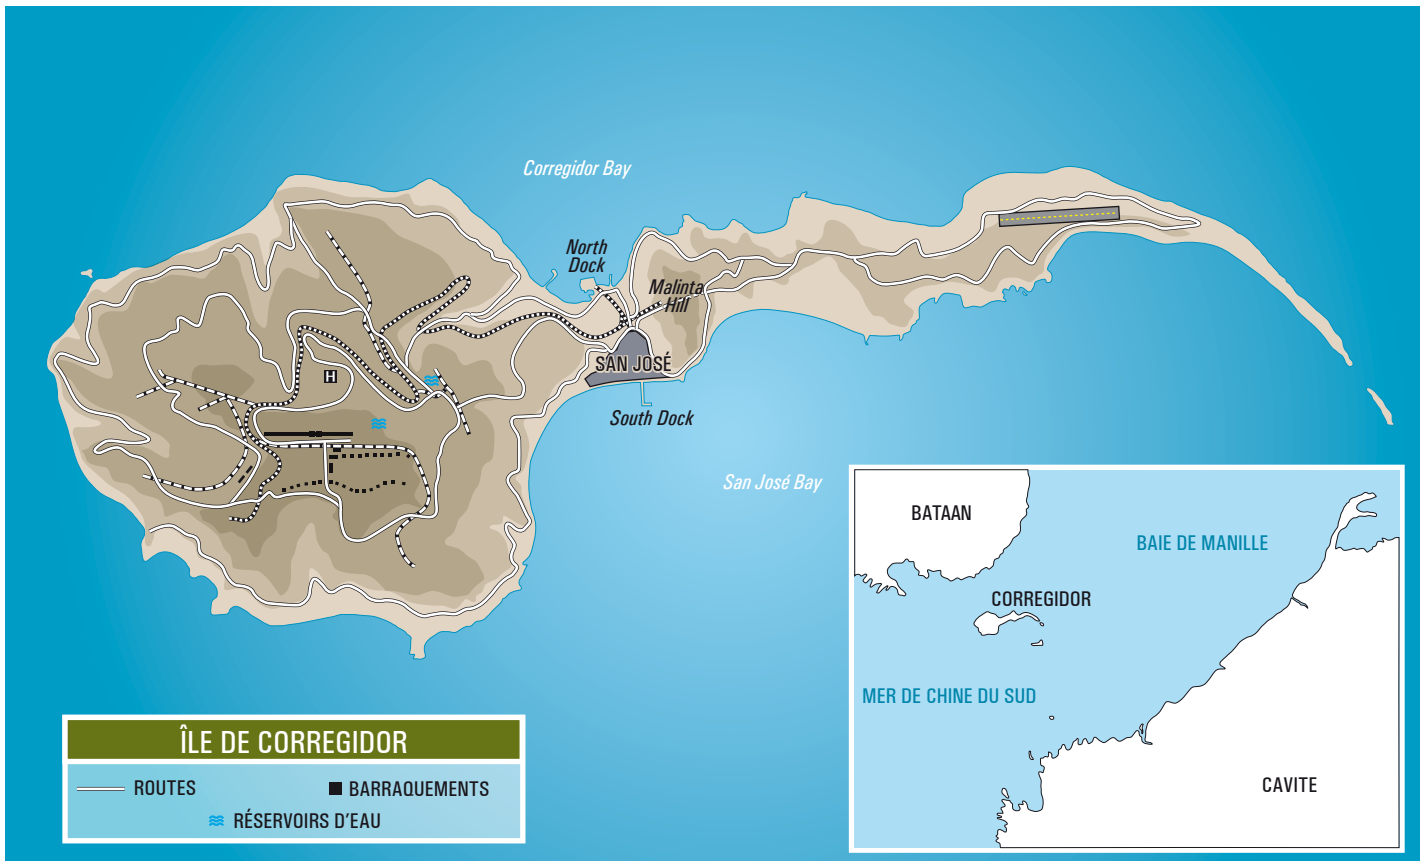 Corregidor Bay
North
Dock
Malinta
Hill
H
SAN JOSÉ
South Dock
San José Bay
BATAAN
BAIE DE MANILLE
CORREGIDOR
MER DE CHINE DU SUD
CAVITE
ÎLE DE CORREGIDOR
ROUTES
BARRAQUEMENTS
RÉSERVOIRS D'EAU